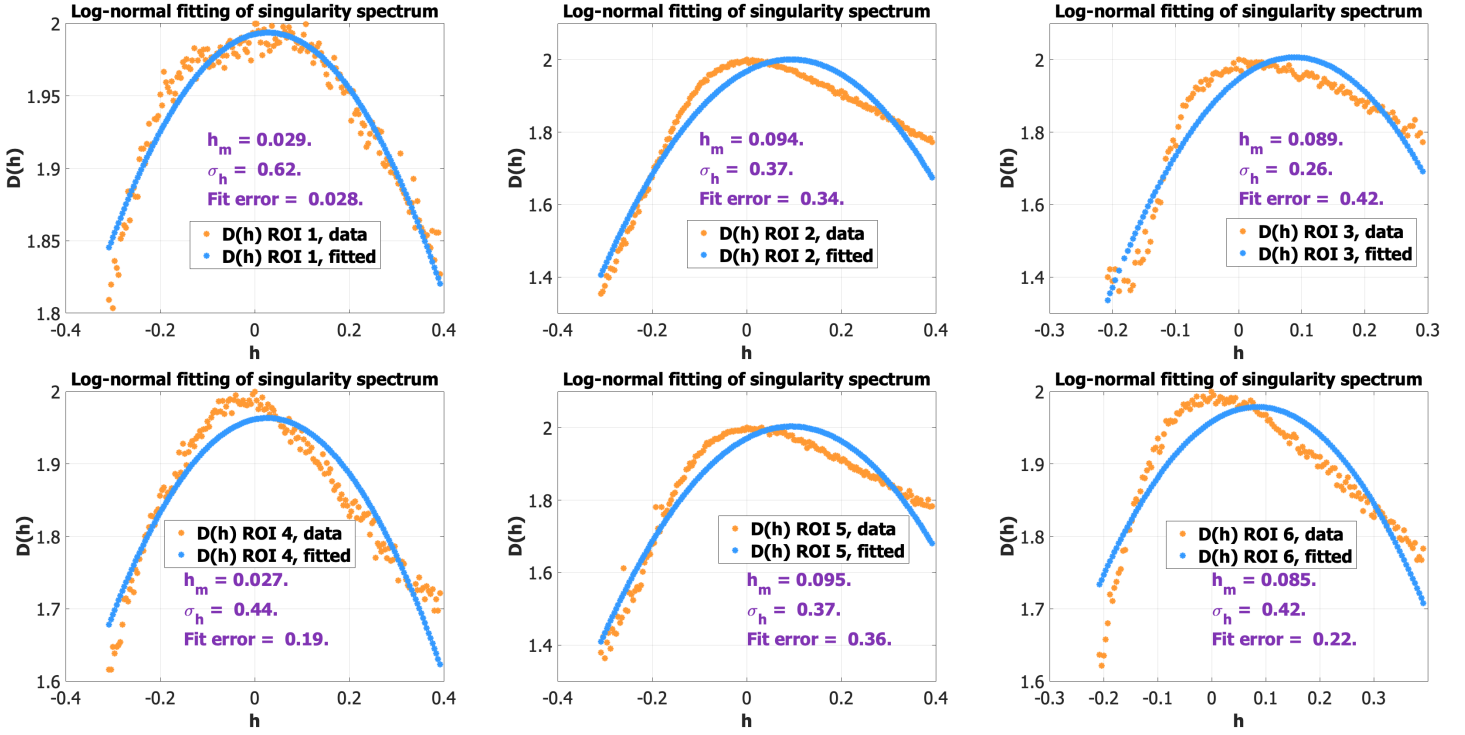 Log-normal fitting of singularity spectrum
2
1.95
1.9
1.85
1.8
D(h)
h_m = 0.029.
σ_h = 0.62.
Fit error = 0.028.
D(h) ROI 1, data
D(h) ROI 1, fitted
-0.4 -0.2 0 0.2 0.4
h
Log-normal fitting of singularity spectrum
2
1.8
1.6
1.4
D(h)
h_m = 0.094.
σ_h = 0.37.
Fit error = 0.34.
D(h) ROI 2, data
D(h) ROI 2, fitted
-0.4 -0.2 0 0.2 0.4
h
Log-normal fitting of singularity spectrum
2
1.8
1.6
1.4
D(h)
h_m = 0.089.
σ_h = 0.26.
Fit error = 0.42.
D(h) ROI 3, data
D(h) ROI 3, fitted
-0.3 -0.2 -0.1 0 0.1 0.2 0.3
h
Log-normal fitting of singularity spectrum
2
1.9
1.8
1.7
1.6
D(h)
D(h) ROI 4, data
D(h) ROI 4, fitted
h_m = 0.027.
σ_h = 0.44.
Fit error = 0.19.
-0.4 -0.2 0 0.2 0.4
h
Log-normal fitting of singularity spectrum
2
1.8
1.6
1.4
D(h)
D(h) ROI 5, data
D(h) ROI 5, fitted
h_m = 0.095.
σ_h = 0.37.
Fit error = 0.36.
-0.4 -0.2 0 0.2 0.4
h
Log-normal fitting of singularity spectrum
2
1.9
1.8
1.7
1.6
D(h)
D(h) ROI 6, data
D(h) ROI 6, fitted
h_m = 0.085.
σ_h = 0.42.
Fit error = 0.22.
-0.3 -0.2 -0.1 0 0.1 0.2 0.3
h